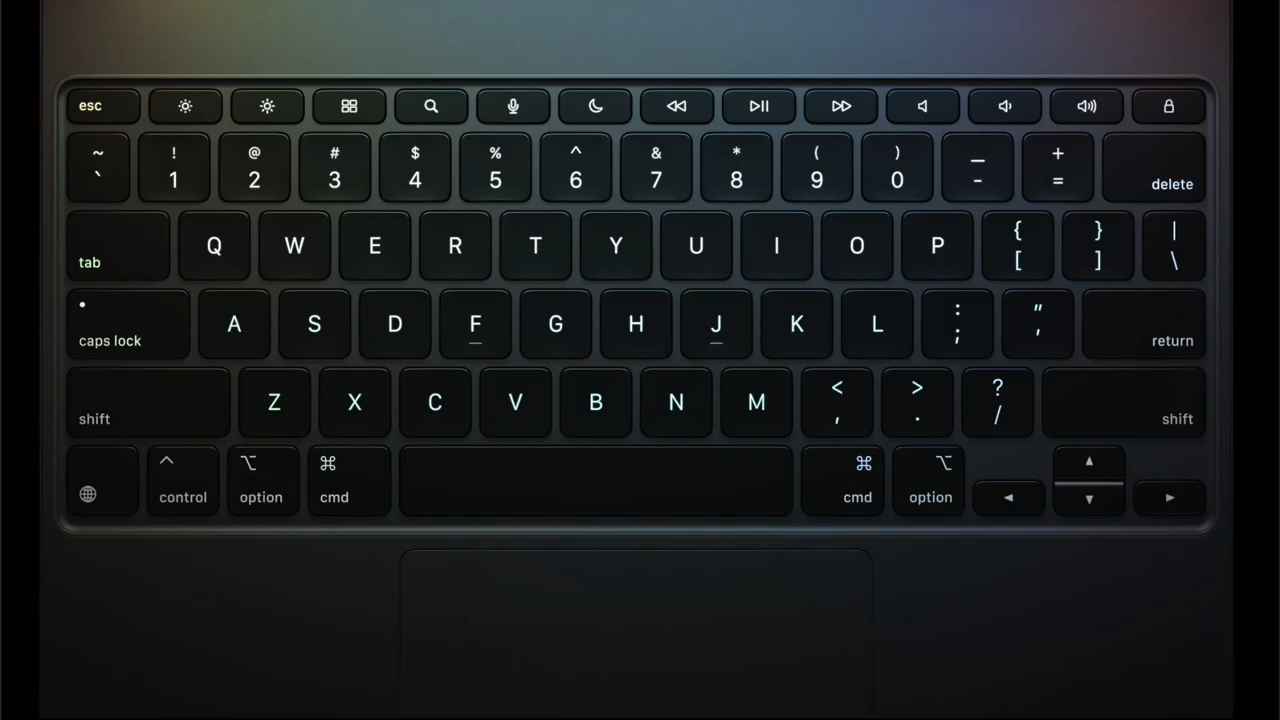 esc
~ ! @ # $ % ^ & * ( ) _ +
` 1 2 3 4 5 6 7 8 9 0 - = delete
tab Q W E R T Y U I O P { [ } ] | \
caps lock A S D F G H J K L : ; " ' return
shift Z X C V B N M < , > . ? / shift
^ ⌥ ⌘ ⌘ ⌥
control option cmd cmd option